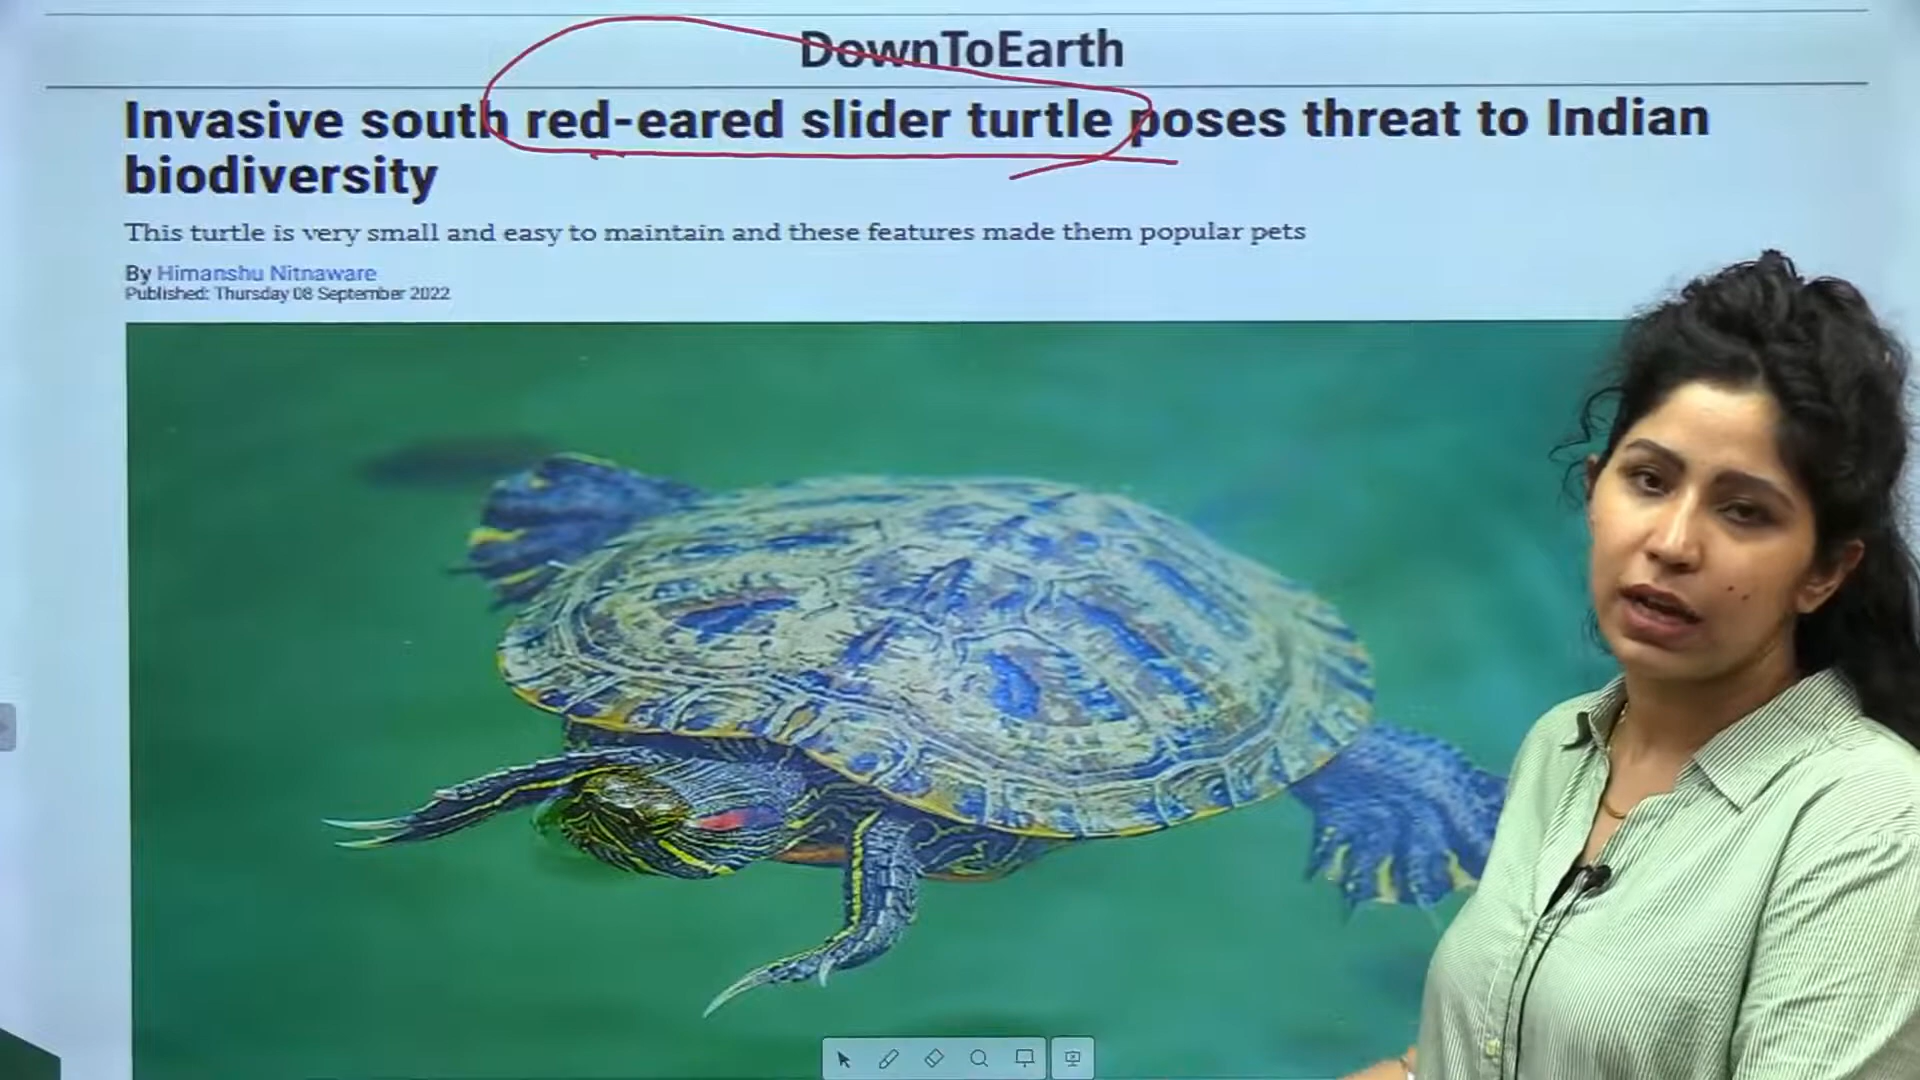 DownToEarth
Invasive south red-eared slider turtle poses threat to Indian
biodiversity
This turtle is very small and easy to maintain and these features made them popular pets
By Himanshu Nitnaware
Published: Thursday 08 September 2022